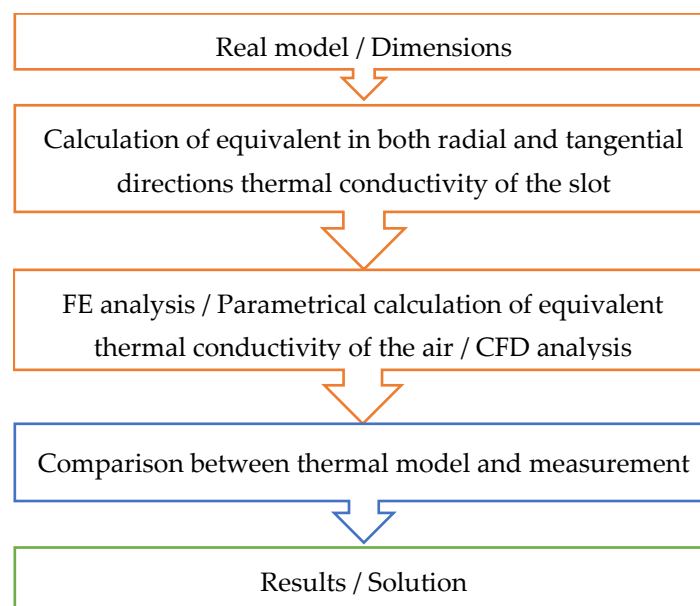 Real model / Dimensions
Calculation of equivalent in both radial and tangential
directions thermal conductivity of the slot
FE analysis / Parametrical calculation of equivalent
thermal conductivity of the air / CFD analysis
Comparison between thermal model and measurement
Results / Solution